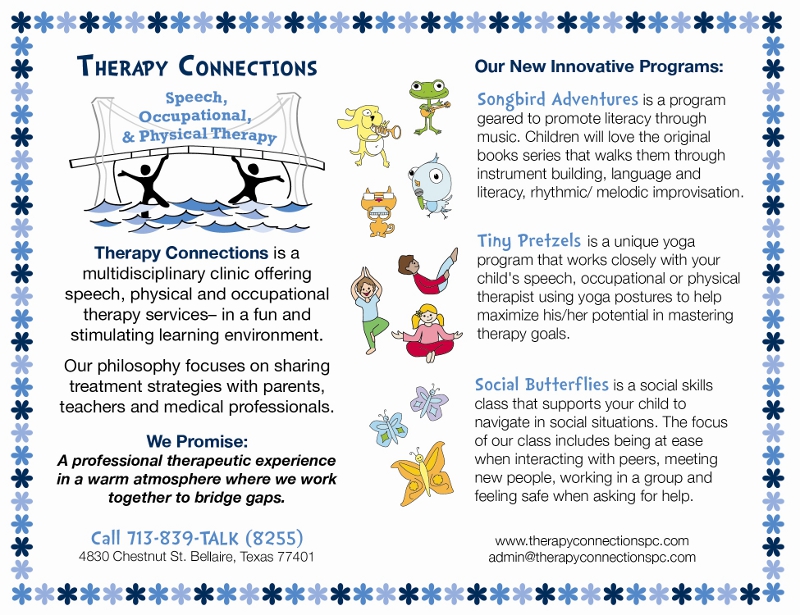 THERAPY CONNECTIONS
Speech,
Occupational,
& Physical Therapy
Therapy Connections is a
multidisciplinary clinic offering
speech, physical and occupational
therapy services– in a fun and
stimulating learning environment.
Our philosophy focuses on sharing
treatment strategies with parents,
teachers and medical professionals.
We Promise:
A professional therapeutic experience
in a warm atmosphere where we work
together to bridge gaps.
Call 713-839-TALK (8255)
4830 Chestnut St. Bellaire, Texas 77401
Our New Innovative Programs:
Songbird Adventures is a program
geared to promote literacy through
music. Children will love the original
books series that walks them through
instrument building, language and
literacy, rhythmic/ melodic improvisation.
Tiny Pretzels is a unique yoga
program that works closely with your
child's speech, occupational or physical
therapist using yoga postures to help
maximize his/her potential in mastering
therapy goals.
Social Butterflies is a social skills
class that supports your child to
navigate in social situations. The focus
of our class includes being at ease
when interacting with peers, meeting
new people, working in a group and
feeling safe when asking for help.
www.therapyconnectionspc.com
admin@therapyconnectionspc.com